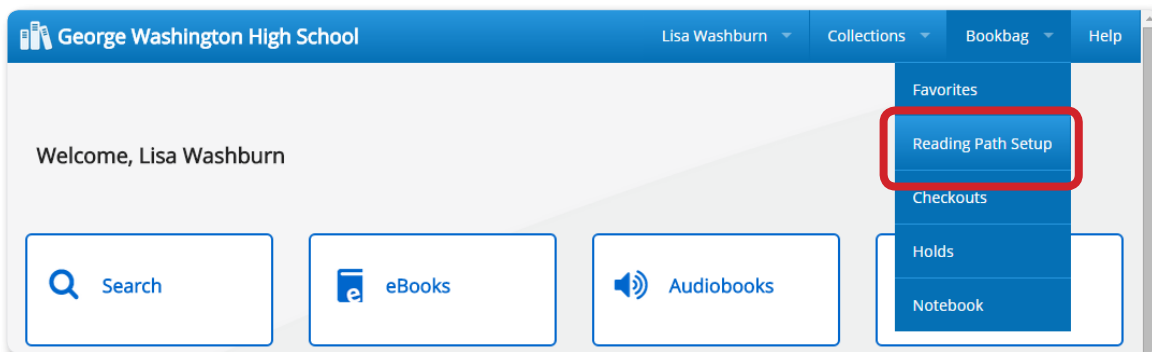 George Washington High School
Lisa Washburn
Collections
Bookbag
Help
Favorites
Reading Path Setup
Checkouts
Holds
Notebook
Welcome, Lisa Washburn
Search
eBooks
Audiobooks